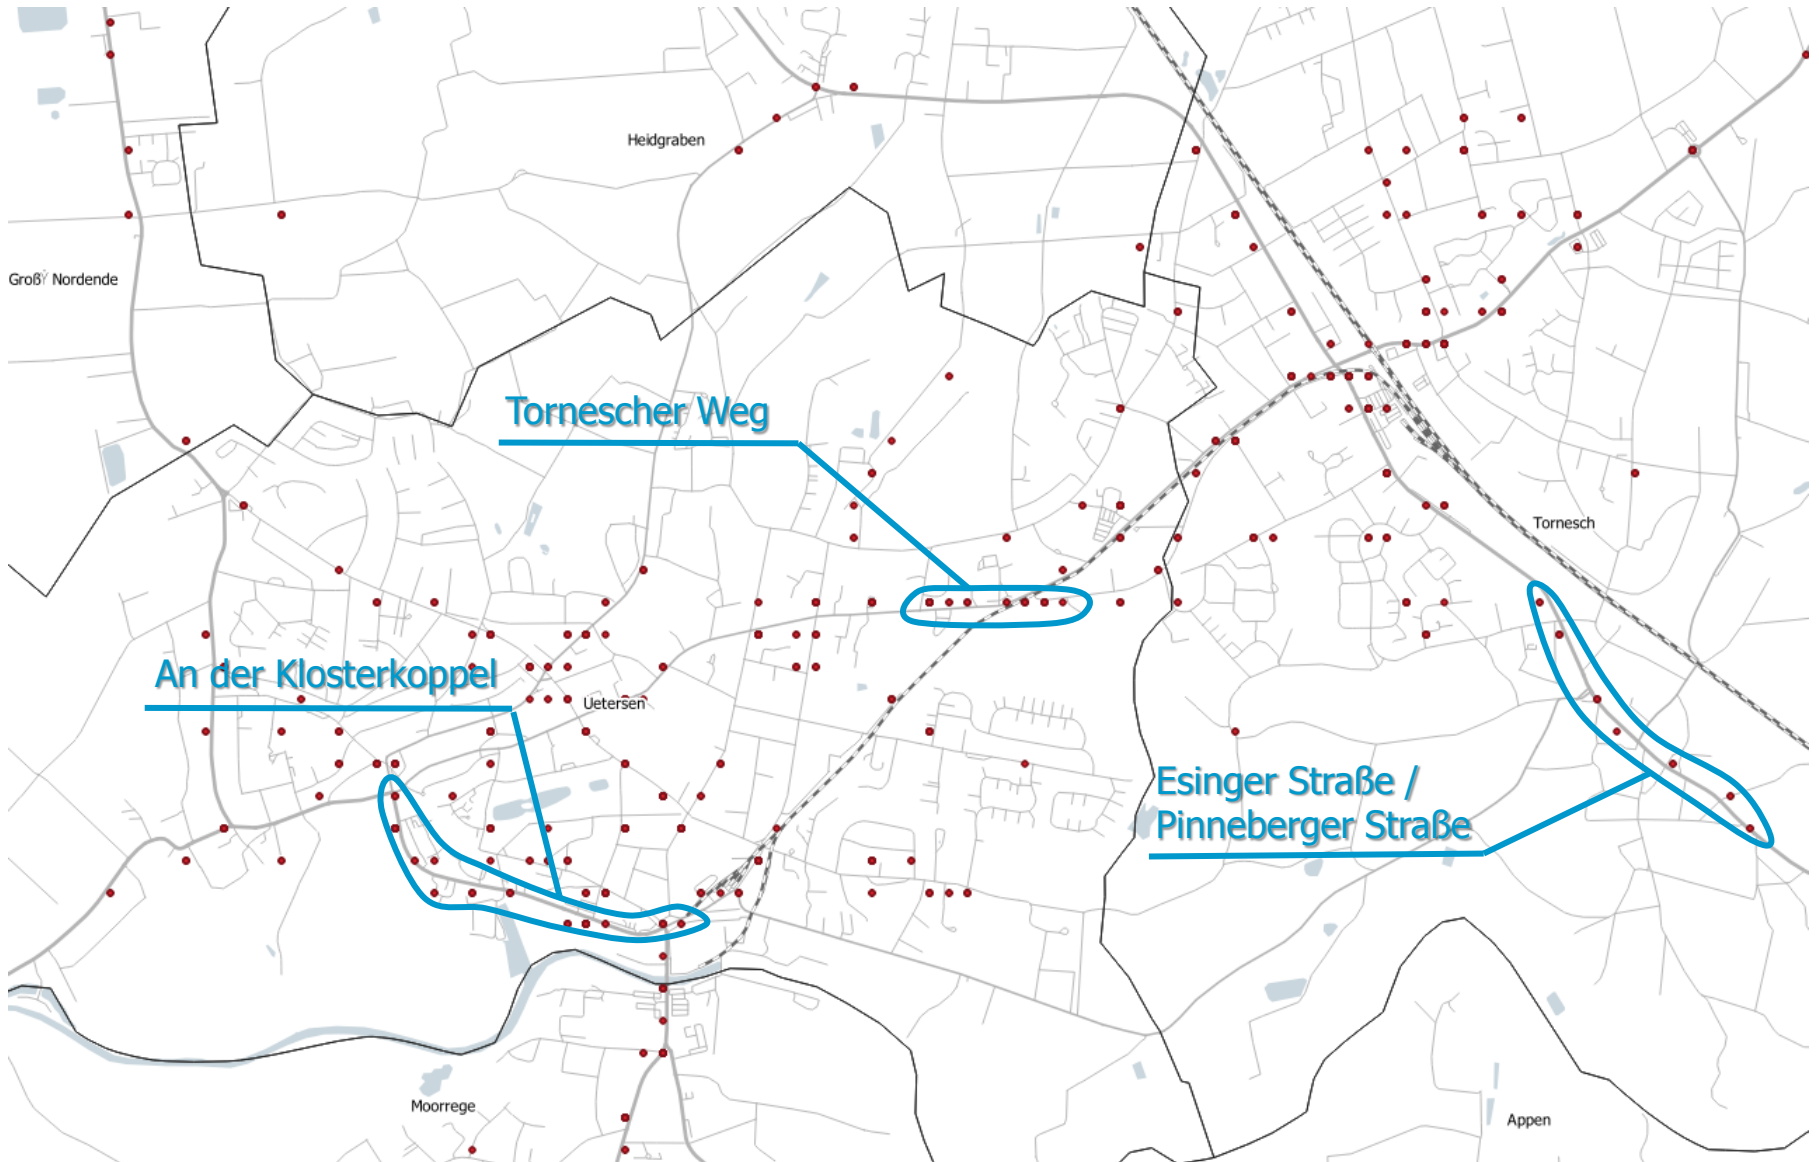 Heidgraben
Großÿ Nordende
Tornescher Weg
Tornesch
An der Klosterkoppel
Uetersen
Esinger Straße /
Pinneberger Straße
Moorrege
Appen